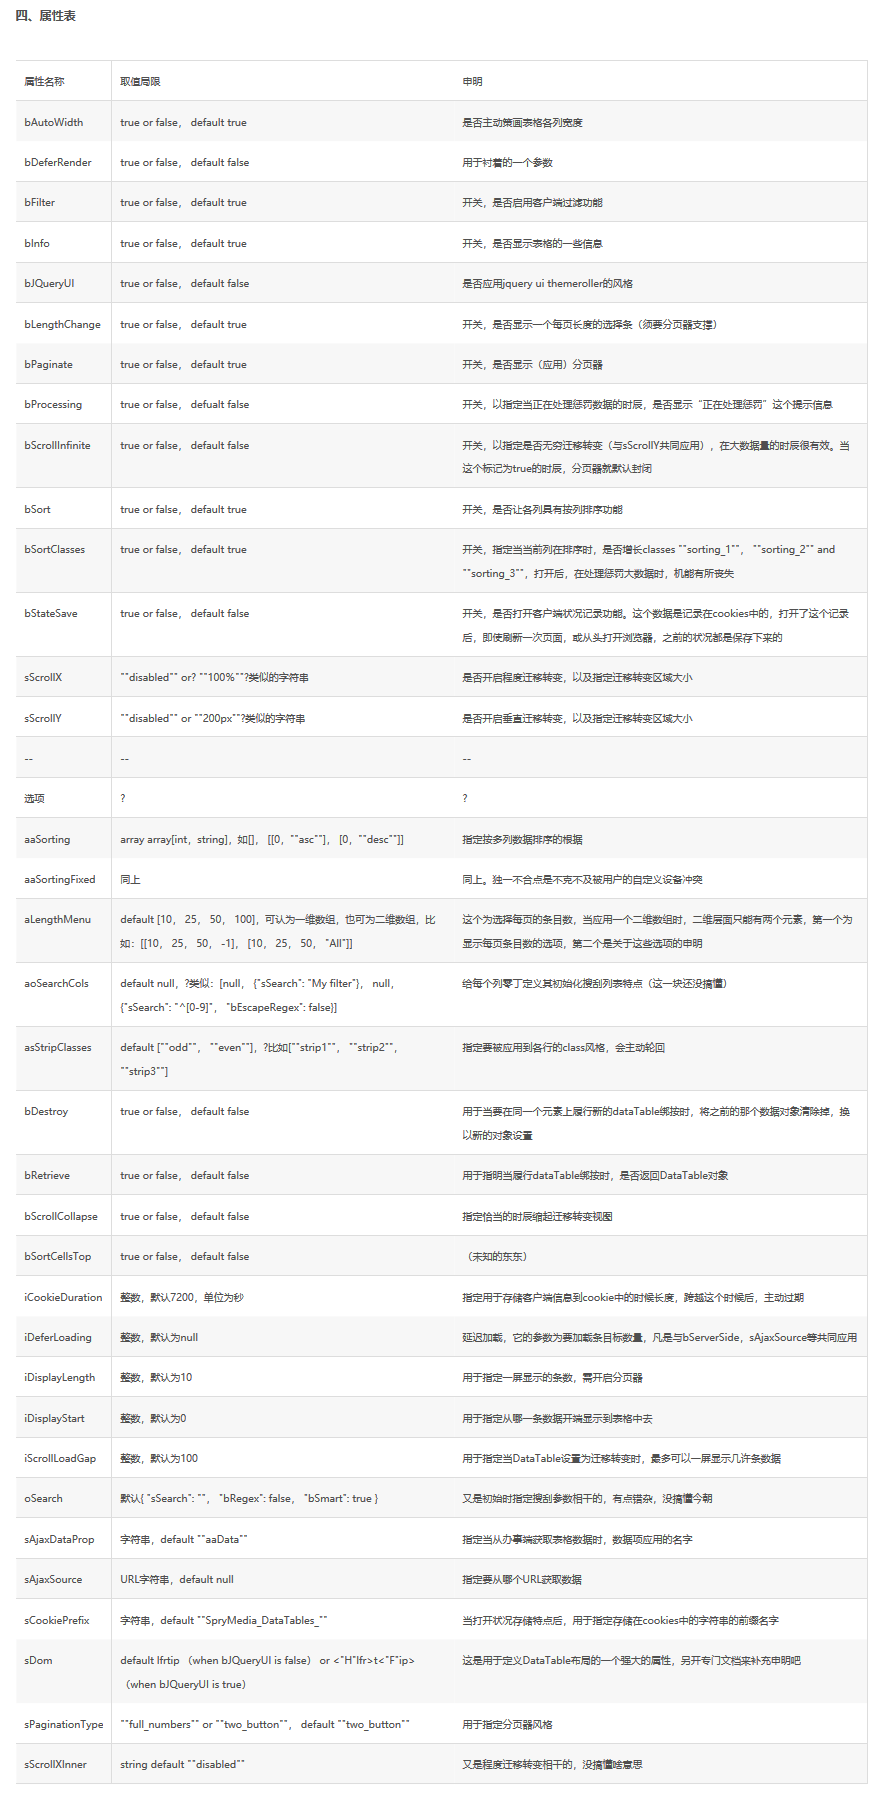 四、属性表
属性名称 取值局限 申明
bAutoWidth true or false， default true 是否主动策画表格各列宽度
bDeferRender true or false， default false 用于衬着的一个参数
bFilter true or false， default true 开关，是否启用客户端过滤功能
bInfo true or false， default true 开关，是否显示表格的一些信息
bJQueryUI true or false， default false 是否应用jquery ui themeroller的风格
bLengthChange true or false， default true 开关，是否显示一个每页长度的选择条（须要分页器支撑）
bPaginate true or false， default true 开关，是否显示（应用）分页器
bProcessing true or false， defualt false 开关，以指定当正在处理惩罚数据的时辰，是否显示“正在处理惩罚”这个提示信息
bScrollInfinite true or false， default false 开关，以指定是否无穷迁移转变（与sScrollY共同应用），在大数据量的时辰很有效。当
这个标记为true的时辰，分页器就默认封闭
bSort true or false， default true 开关，是否让各列具有按列排序功能
bSortClasses true or false， default true 开关，指定当当前列在排序时，是否增长classes ""sorting_1""， ""sorting_2"" and
""sorting_3""，打开后，在处理惩罚大数据时，机能有所丧失
bStateSave true or false， default false 开关，是否打开客户端状况记录功能。这个数据是记录在cookies中的，打开了这个记录
后，即使刷新一次页面，或从头打开浏览器，之前的状况都是保存下来的
sScrollX ""disabled"" or? ""100%""?类似的字符串 是否开启程度迁移转变，以及指定迁移转变区域大小
sScrollY ""disabled"" or ""200px""?类似的字符串 是否开启垂直迁移转变，以及指定迁移转变区域大小
-- -- --
选项 ? ?
aaSorting array array[int，string]，如[]， [[0，""asc""]， [0，""desc""]] 指定按多列数据排序的根据
aaSortingFixed 同上 同上。独一不合点是不克不及被用户的自定义设备冲突
aLengthMenu default [10， 25， 50， 100]，可认为一维数组，也可为二维数组，比 这个为选择每页的条目数，当应用一个二维数组时，二维层面只能有两个元素，第一个为
如：[[10， 25， 50， -1]， [10， 25， 50， "All"]] 显示每页条目数的选项，第二个是关于这些选项的申明
aoSearchCols default null，?类似：[null， {"sSearch": "My filter"}， null， 给每个列零丁定义其初始化搜刮列表特点（这一块还没搞懂）
{"sSearch": "^[0-9]"， "bEscapeRegex": false}]
asStripClasses default [""odd""， ""even""]，?比如[""strip1""， ""strip2""， 指定要被应用到各行的class风格，会主动轮回
""strip3""]
bDestroy true or false， default false 用于当要在同一个元素上履行新的dataTable绑按时，将之前的那个数据对象清除掉，换
以新的对象设置
bRetrieve true or false， default false 用于指明当履行dataTable绑按时，是否返回DataTable对象
bScrollCollapse true or false， default false 指定恰当的时辰缩起迁移转变视图
bSortCellsTop true or false， default false （未知的东东）
iCookieDuration 整数，默认7200，单位为秒 指定用于存储客户端信息到cookie中的时候长度，跨越这个时候后，主动过期
iDeferLoading 整数，默认为null 延迟加载，它的参数为要加载条目标数量，凡是与bServerSide，sAjaxSource等共同应用
iDisplayLength 整数，默认为10 用于指定一屏显示的条数，需开启分页器
iDisplayStart 整数，默认为0 用于指定从哪一条数据开端显示到表格中去
iScrollLoadGap 整数，默认为100 用于指定当DataTable设置为迁移转变时，最多可以一屏显示几许条数据
oSearch 默认{ "sSearch": ""， "bRegex": false， "bSmart": true } 又是初始时指定搜刮参数相干的，有点错杂，没搞懂今朝
sAjaxDataProp 字符串，default ""aaData"" 指定当从办事端获取表格数据时，数据项应用的名字
sAjaxSource URL字符串，default null 指定要从哪个URL获取数据
sCookiePrefix 字符串，default ""SpryMedia_DataTables_"" 当打开状况存储特点后，用于指定存储在cookies中的字符串的前缀名字
sDom default lfrtip （when bJQueryUI is false） or <"H"lfr>t<"F"ip> 这是用于定义DataTable布局的一个强大的属性，另开专门文档来补充申明吧
（when bJQueryUI is true）
sPaginationType ""full_numbers"" or ""two_button""， default ""two_button"" 用于指定分页器风格
sScrollXInner string default ""disabled"" 又是程度迁移转变相干的，没搞懂啥意思